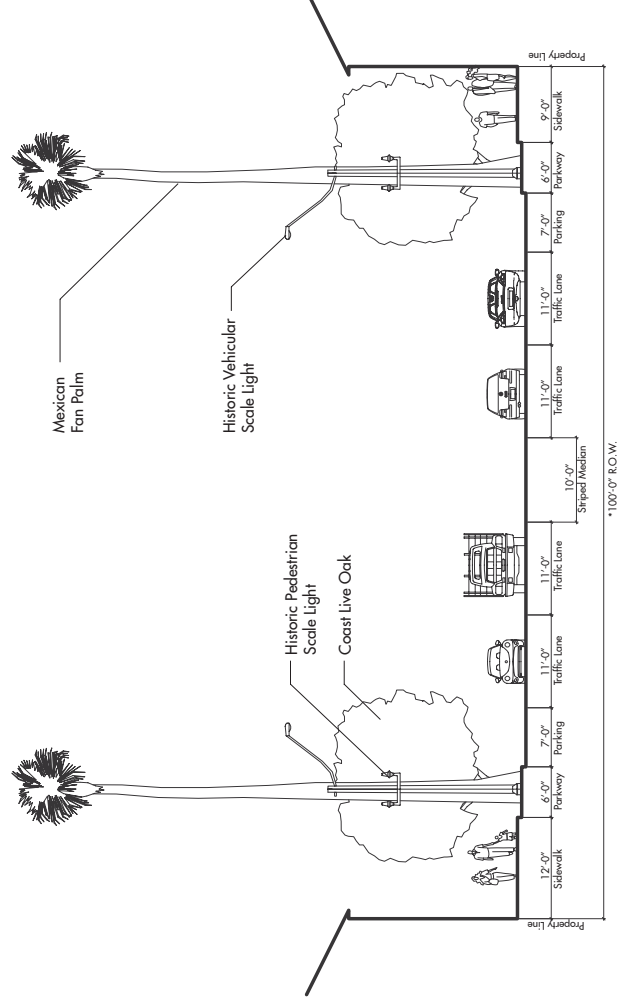 Mexican
Fan Palm
Historic Vehicular
Scale Light
Historic Pedestrian
Scale Light
Coast Live Oak
Property Line
12'-0"
Sidewalk
6'-0"
Parkway
7'-0"
Parking
11'-0"
Traffic Lane
11'-0"
Traffic Lane
10'-0"
Striped Median
11'-0"
Traffic Lane
11'-0"
Traffic Lane
7'-0"
Parking
6'-0"
Parkway
9'-0"
Sidewalk
Property Line
*100'-0" R.O.W.